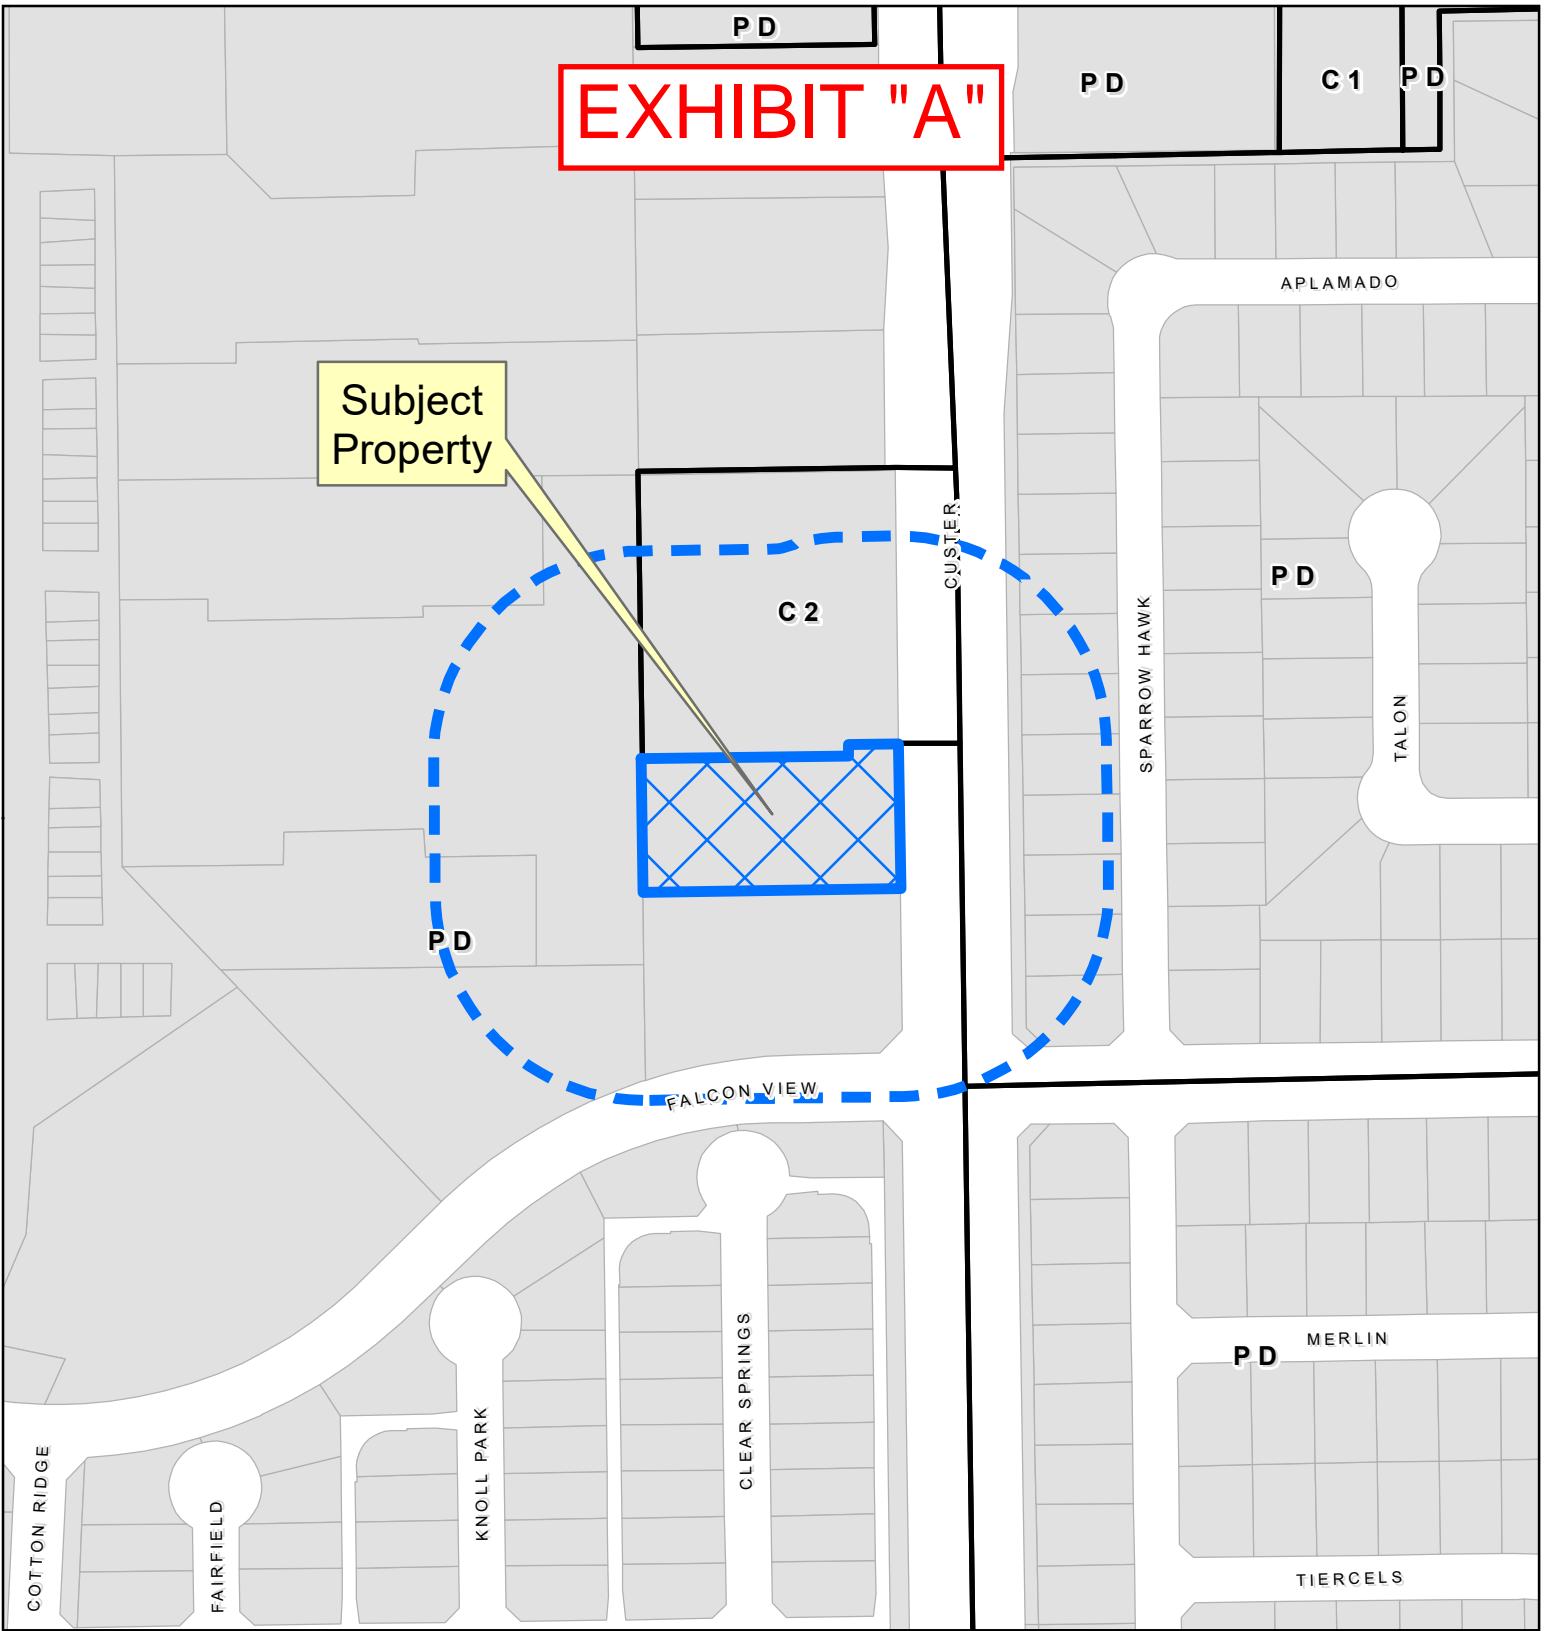 P D
EXHIBIT "A"
P D
C 1
P D
APLAMADO
Subject
Property
CUSTER
C 2
P D
SPARROW HAWK
TALON
P D
FALCON VIEW
MERLIN
P D
CLEAR SPRINGS
KNOLL PARK
COTTON RIDGE
FAIRFIELD
TIERCELS